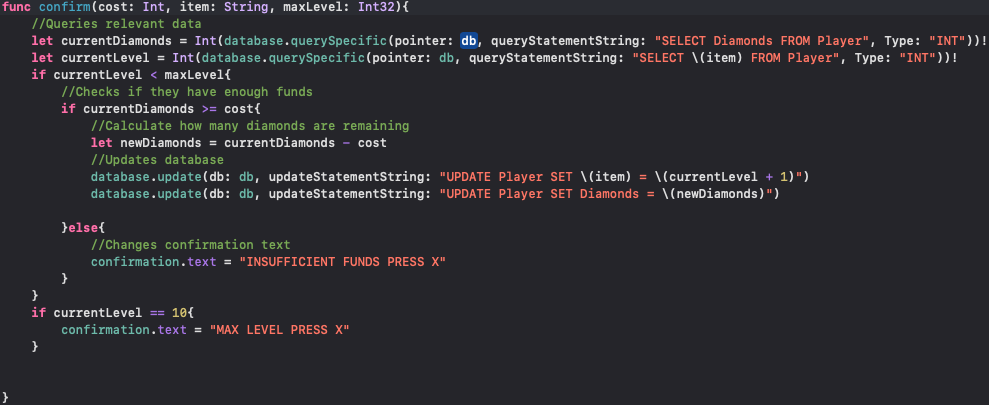 func confirm(cost: Int, item: String, maxLevel: Int32){
//Queries relevant data
let currentDiamonds = Int(database.querySpecific(pointer: db, queryStatementString: "SELECT Diamonds FROM Player", Type: "INT"))!
let currentLevel = Int(database.querySpecific(pointer: db, queryStatementString: "SELECT \(item) FROM Player", Type: "INT"))!
if currentLevel < maxLevel{
//Checks if they have enough funds
if currentDiamonds >= cost{
//Calculate how many diamonds are remaining
let newDiamonds = currentDiamonds - cost
//Updates database
database.update(db: db, updateStatementString: "UPDATE Player SET \(item) = \(currentLevel + 1)")
database.update(db: db, updateStatementString: "UPDATE Player SET Diamonds = \(newDiamonds)")
}else{
//Changes confirmation text
confirmation.text = "INSUFFICIENT FUNDS PRESS X"
}
}
if currentLevel == 10{
confirmation.text = "MAX LEVEL PRESS X"
}
}